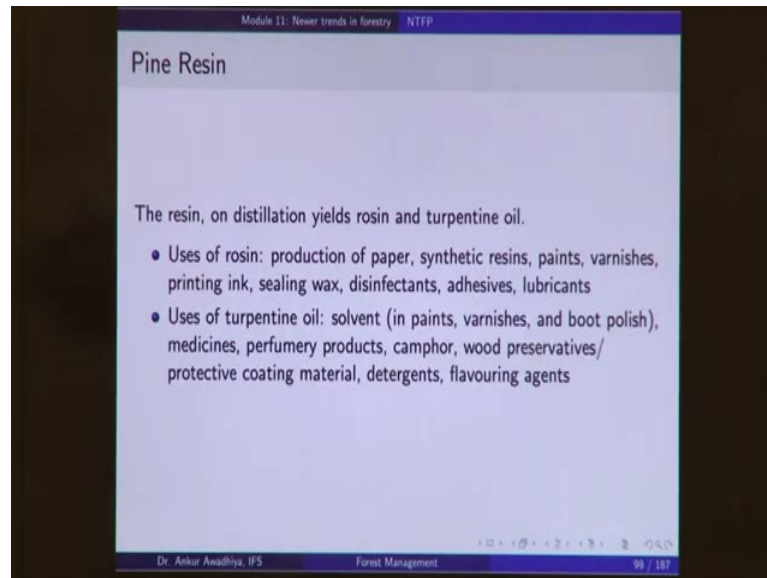 Module 11: Newer trends in forestry NTFP
Pine Resin
The resin, on distillation yields rosin and turpentine oil.
• Uses of rosin: production of paper, synthetic resins, paints, varnishes,
printing ink, sealing wax, disinfectants, adhesives, lubricants
• Uses of turpentine oil: solvent (in paints, varnishes, and boot polish),
medicines, perfumery products, camphor, wood preservatives/
protective coating material, detergents, flavouring agents
Dr. Ankur Awadhiya, IFS Forest Management 99 / 187